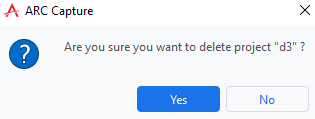 ARC Capture
Are you sure you want to delete project "d3" ?
Yes
No